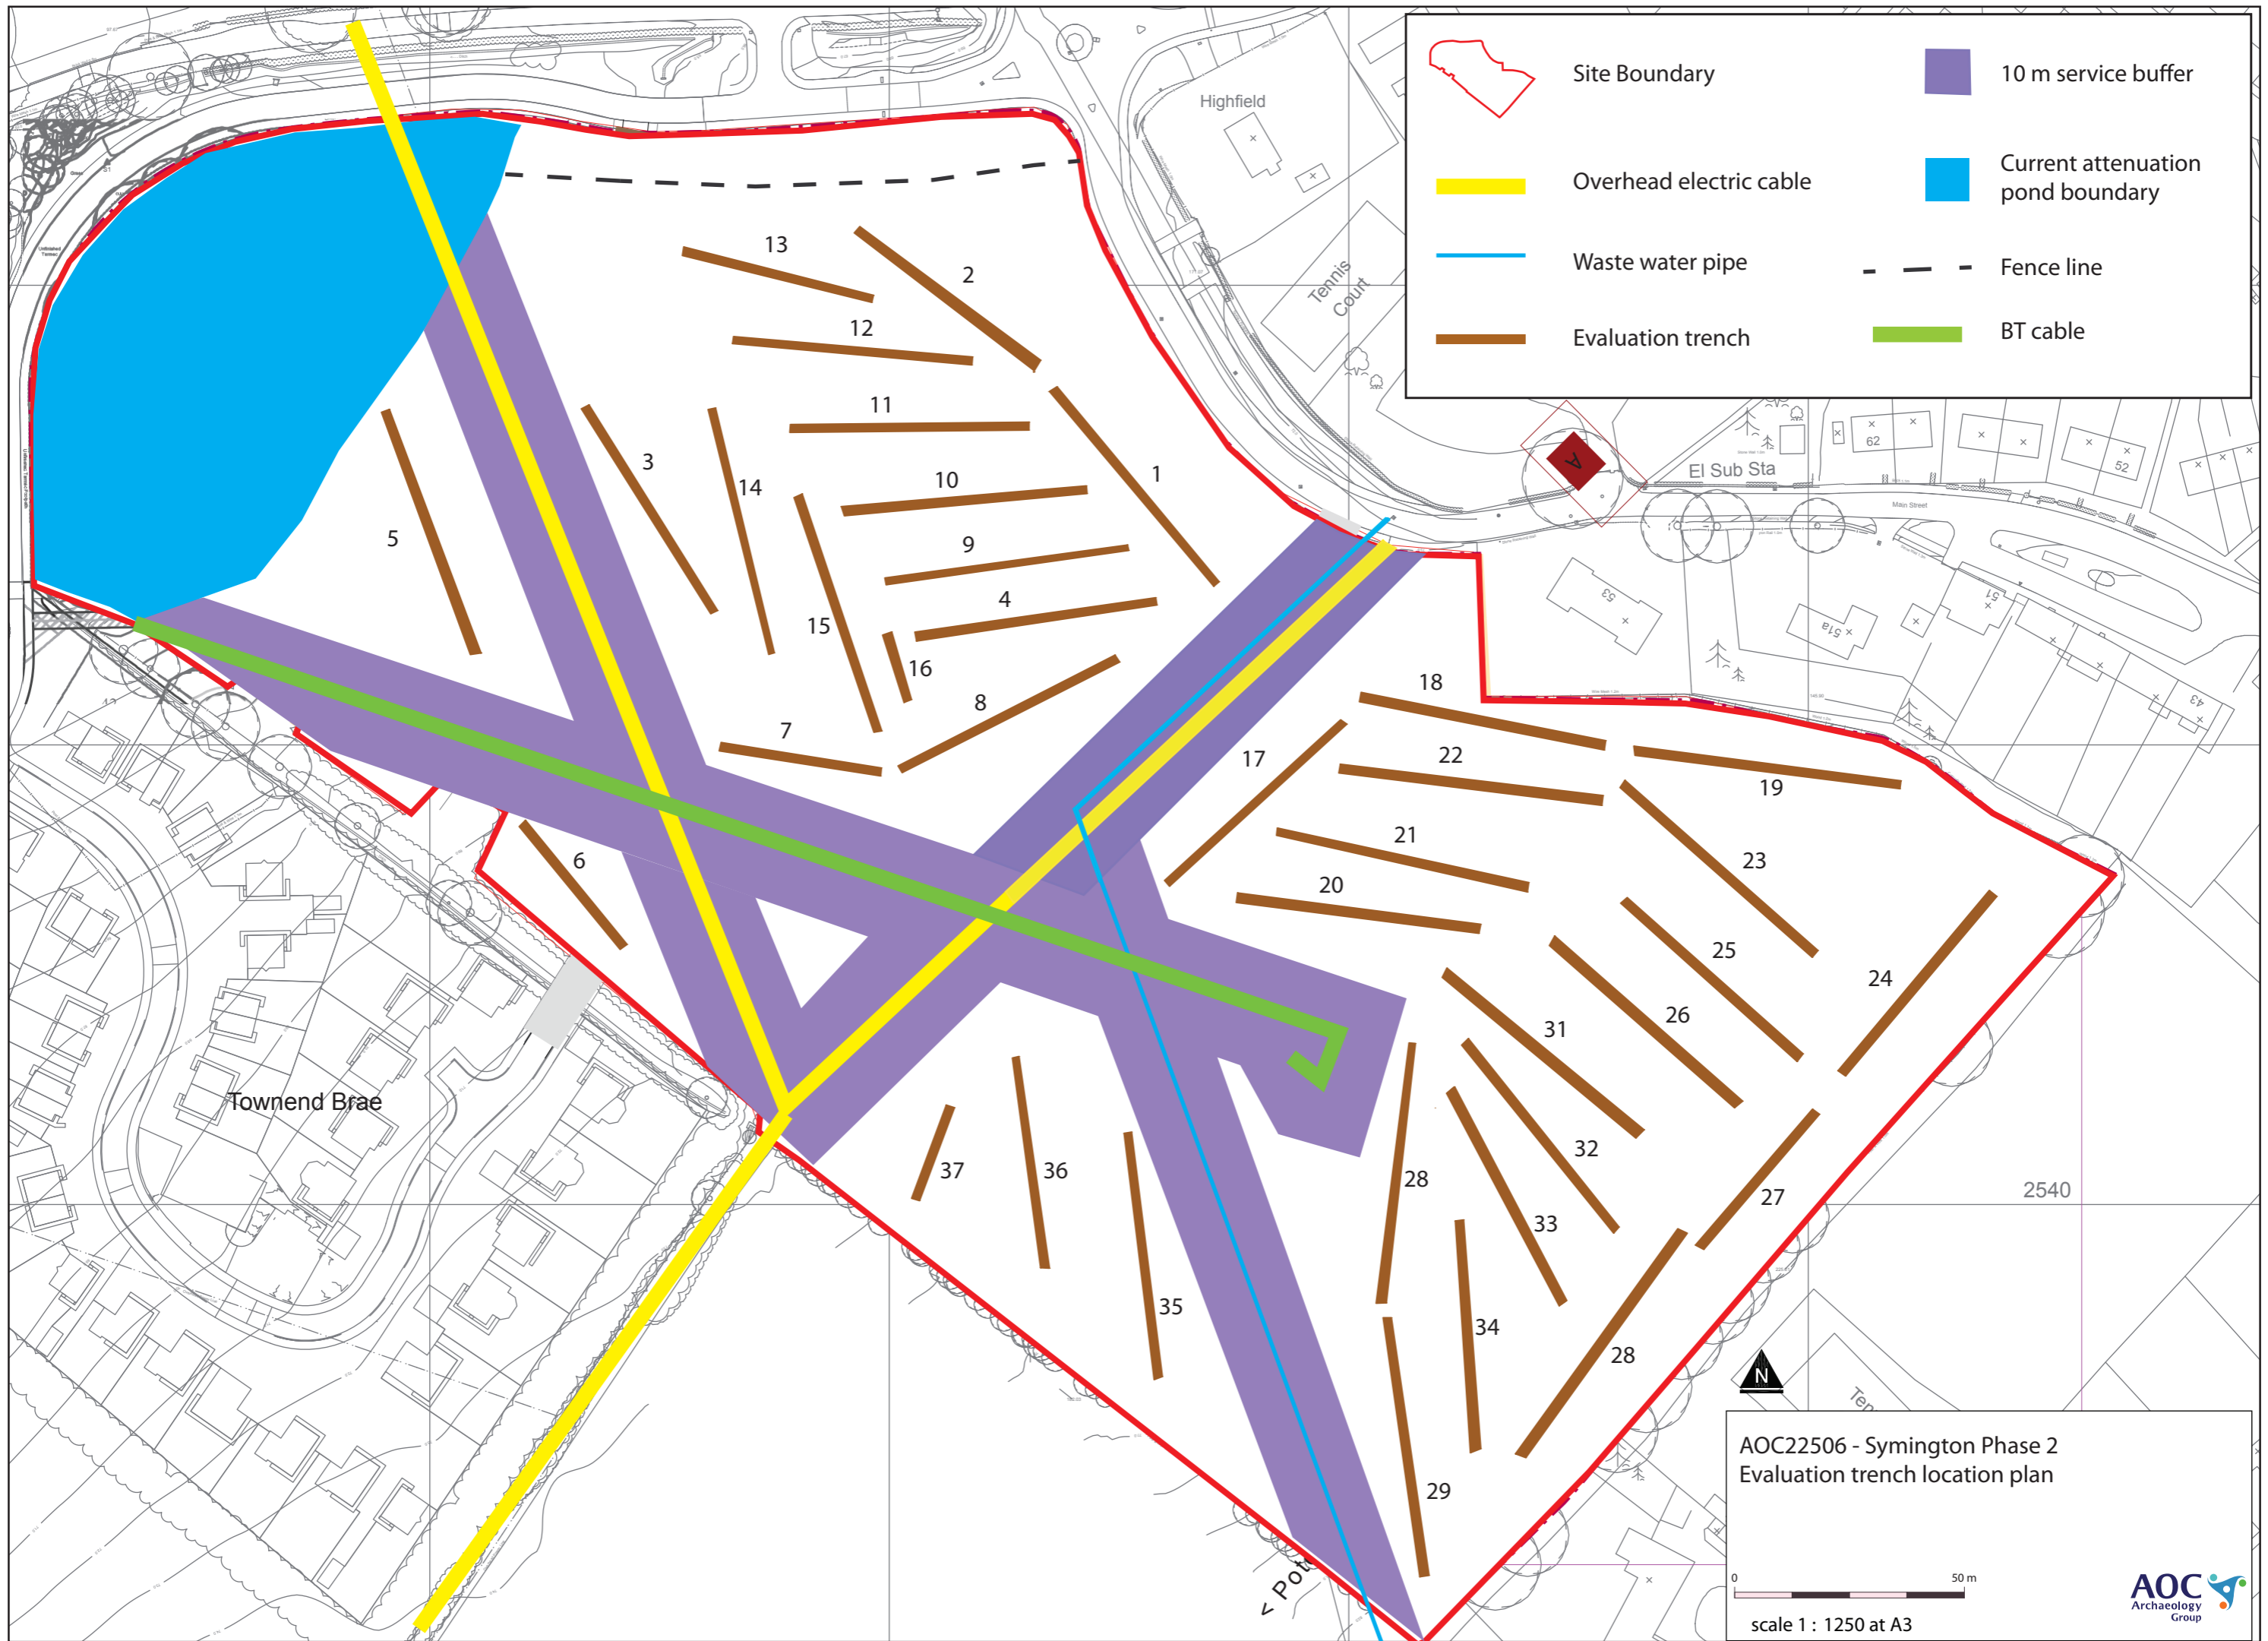 Site Boundary
10 m service buffer
Overhead electric cable
Current attenuation
pond boundary
Waste water pipe
Fence line
Evaluation trench
BT cable
Highfield
Tennis
Court
El Sub Sta
Main Street
62
52
53
51a
51
43
A
13
2
12
11
3
14
10
1
5
9
4
15
16
8
7
6
18
17
22
19
21
23
20
25
24
26
31
32
28
27
33
37
36
35
34
28
29
Townend Brae
2540
N
< Pot
Ten
AOC22506 - Symington Phase 2
Evaluation trench location plan
0
50 m
scale 1 : 1250 at A3
AOC
Archaeology
Group